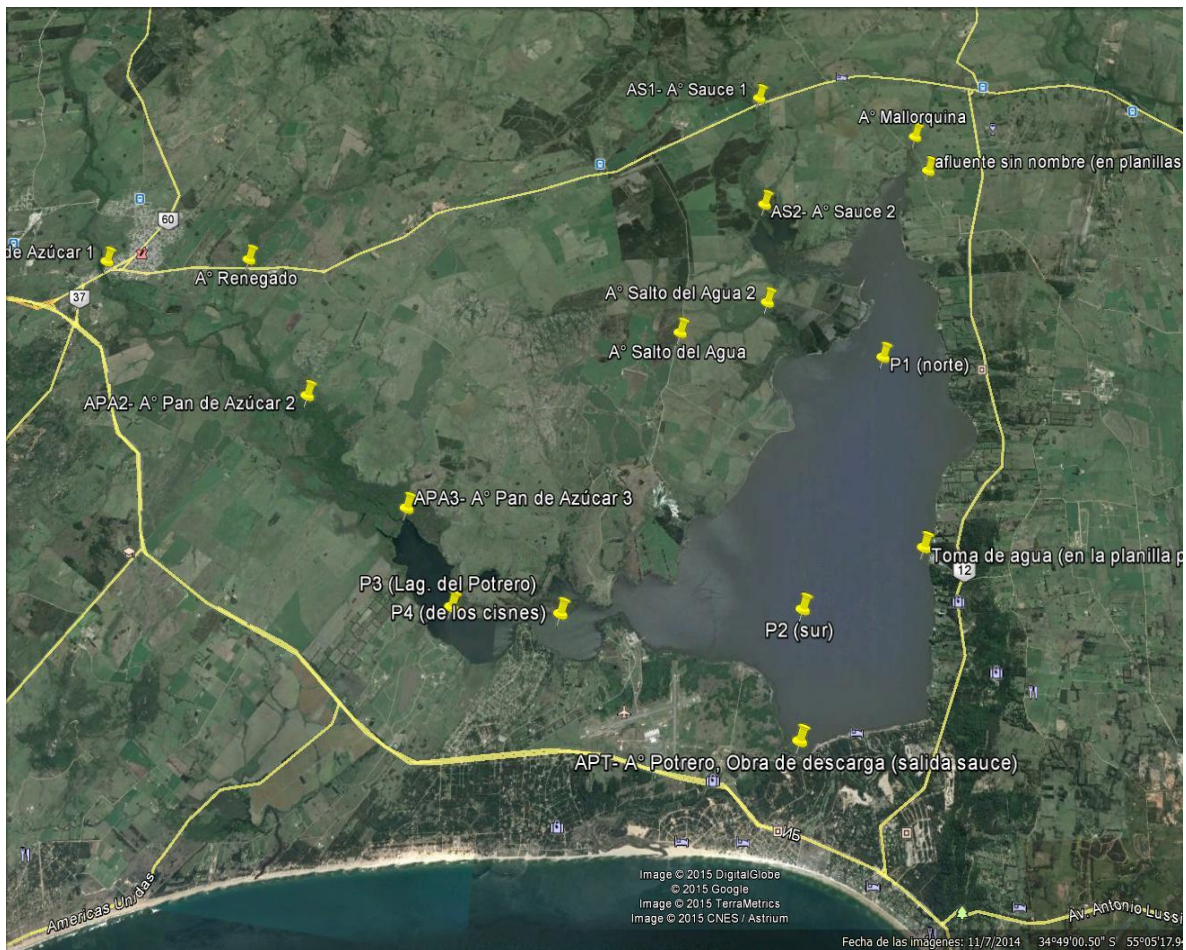 AS1- A° Sauce 1
A° Mallorquina
afluente sin nombre (en planillas
60
AS2- A° Sauce 2
de Azúcar 1
A° Renegado
37
A° Salto del Agua 2
A° Salto del Agua
P1 (norte)
APA2- A° Pan de Azúcar 2
APA3- A° Pan de Azúcar 3
Toma de agua (en la planilla p
12
P3 (Lag. del Potrero)
P4 (de los cisnes)
P2 (sur)
APT- A° Potrero, Obra de descarga (salida sauce)
ИБ
Americas Unidas
Av. Antonio Lussi
Image © 2015 DigitalGlobe
© 2015 Google
Image © 2015 TerraMetrics
Image © 2015 CNES / Astrium
Fecha de las imágenes: 11/7/2014 34°49'00.50" S 55°05'17.94